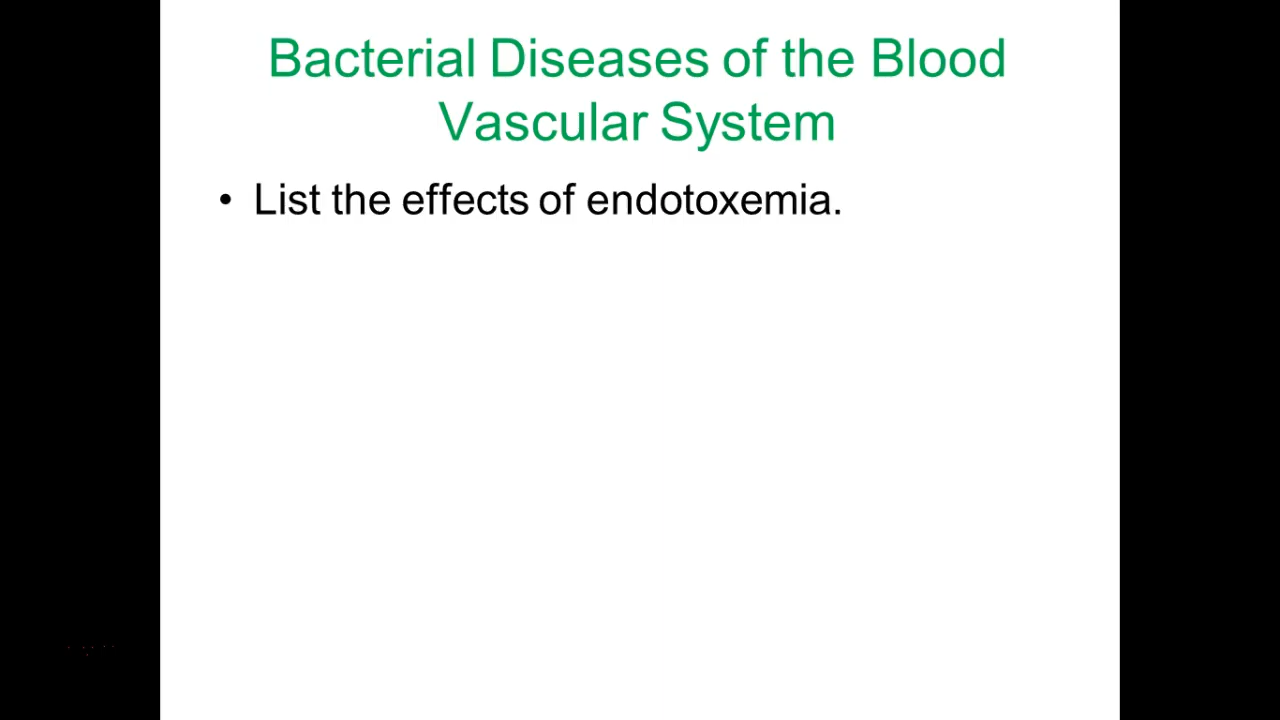 Bacterial Diseases of the Blood
Vascular System
• List the effects of endotoxemia.